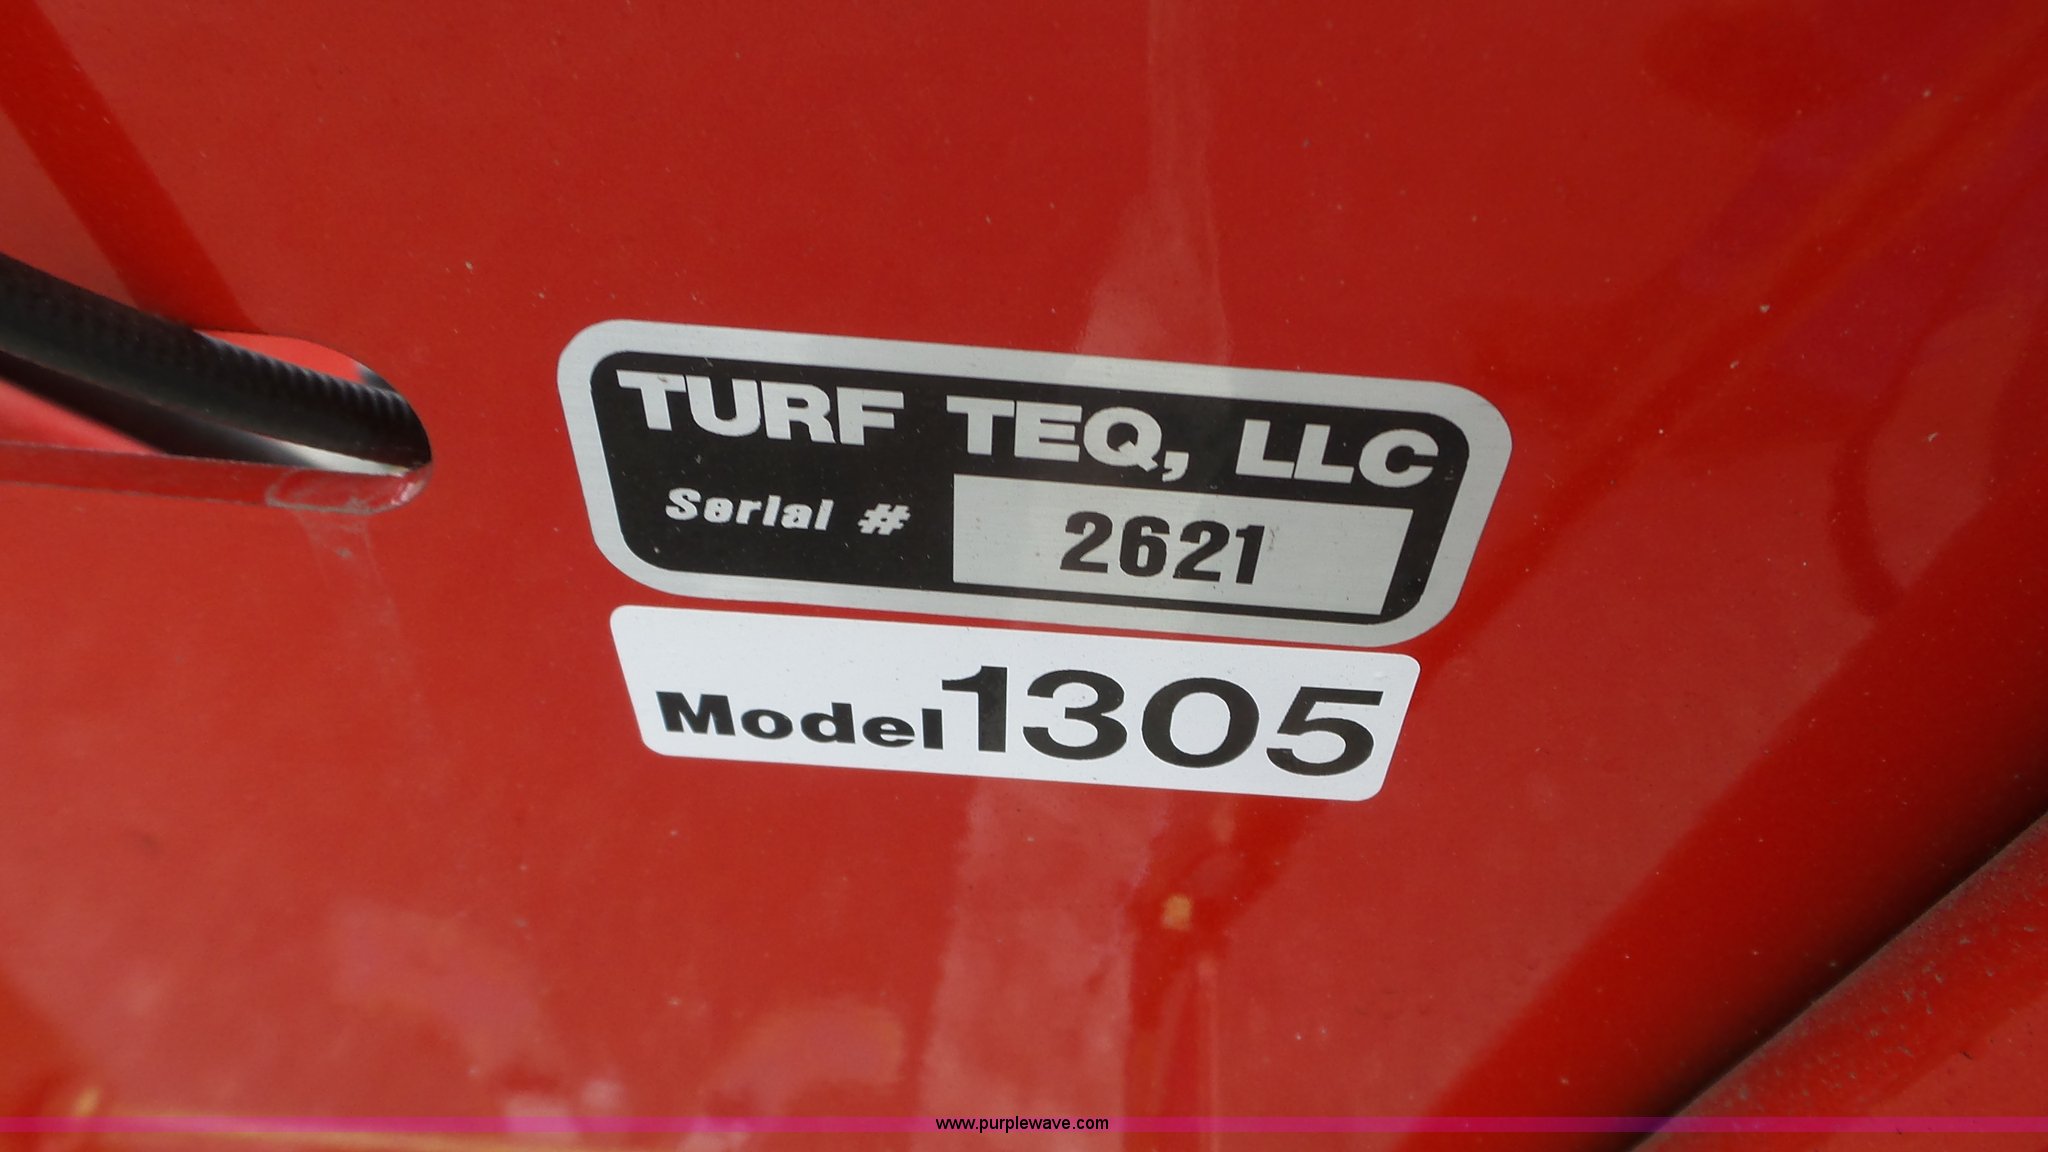 TURF TEQ, LLC
Serial # 2621
Model 1305
www.purplewave.com